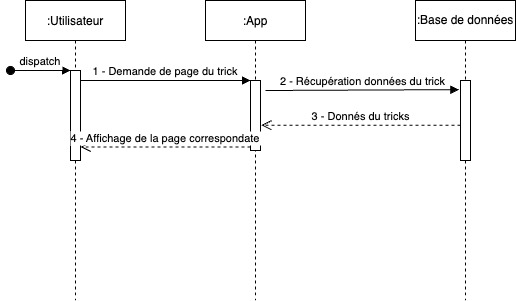 :Utilisateur
:App
:Base de données
dispatch
1 - Demande de page du trick
2 - Récupération données du trick
3 - Donnés du tricks
4 - Affichage de la page correspondate